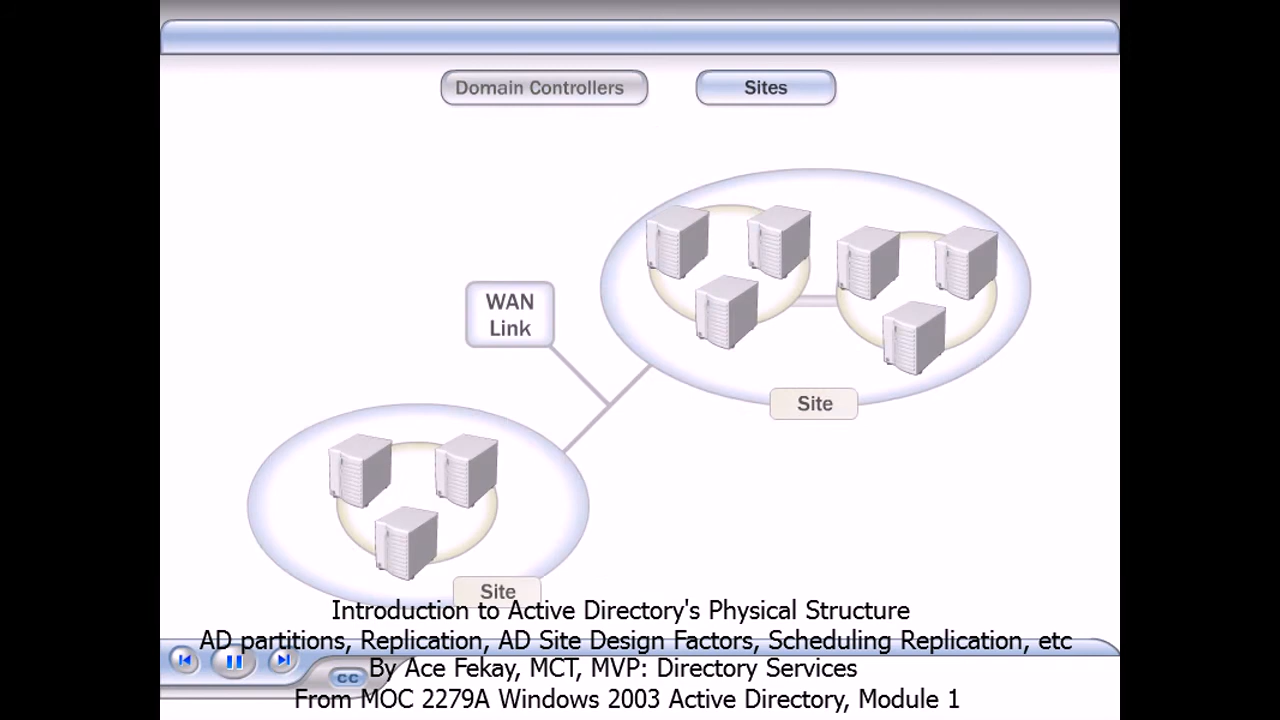 Domain Controllers
Sites
WAN
Link
Site
Site
Introduction to Active Directory's Physical Structure
AD partitions, Replication, AD Site Design Factors, Scheduling Replication, etc
By Ace Fekay, MCT, MVP: Directory Services
CC
From MOC 2279A Windows 2003 Active Directory, Module 1